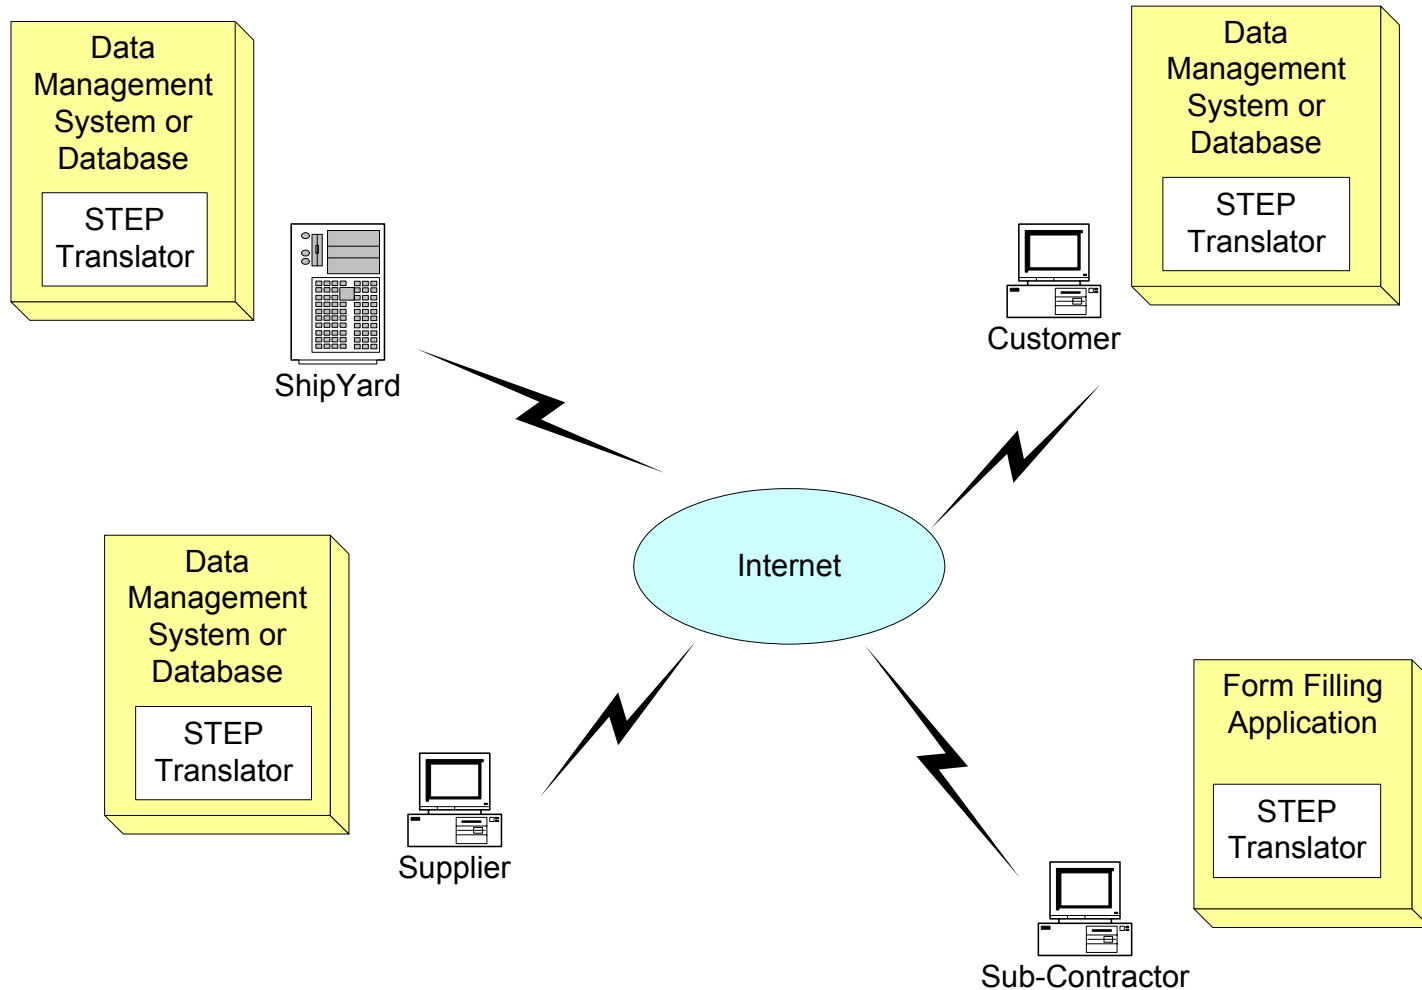 Data
Management
System or
Database
STEP
Translator
ShipYard
Data
Management
System or
Database
STEP
Translator
Customer
Internet
Data
Management
System or
Database
STEP
Translator
Supplier
Form Filling
Application
STEP
Translator
Sub-Contractor